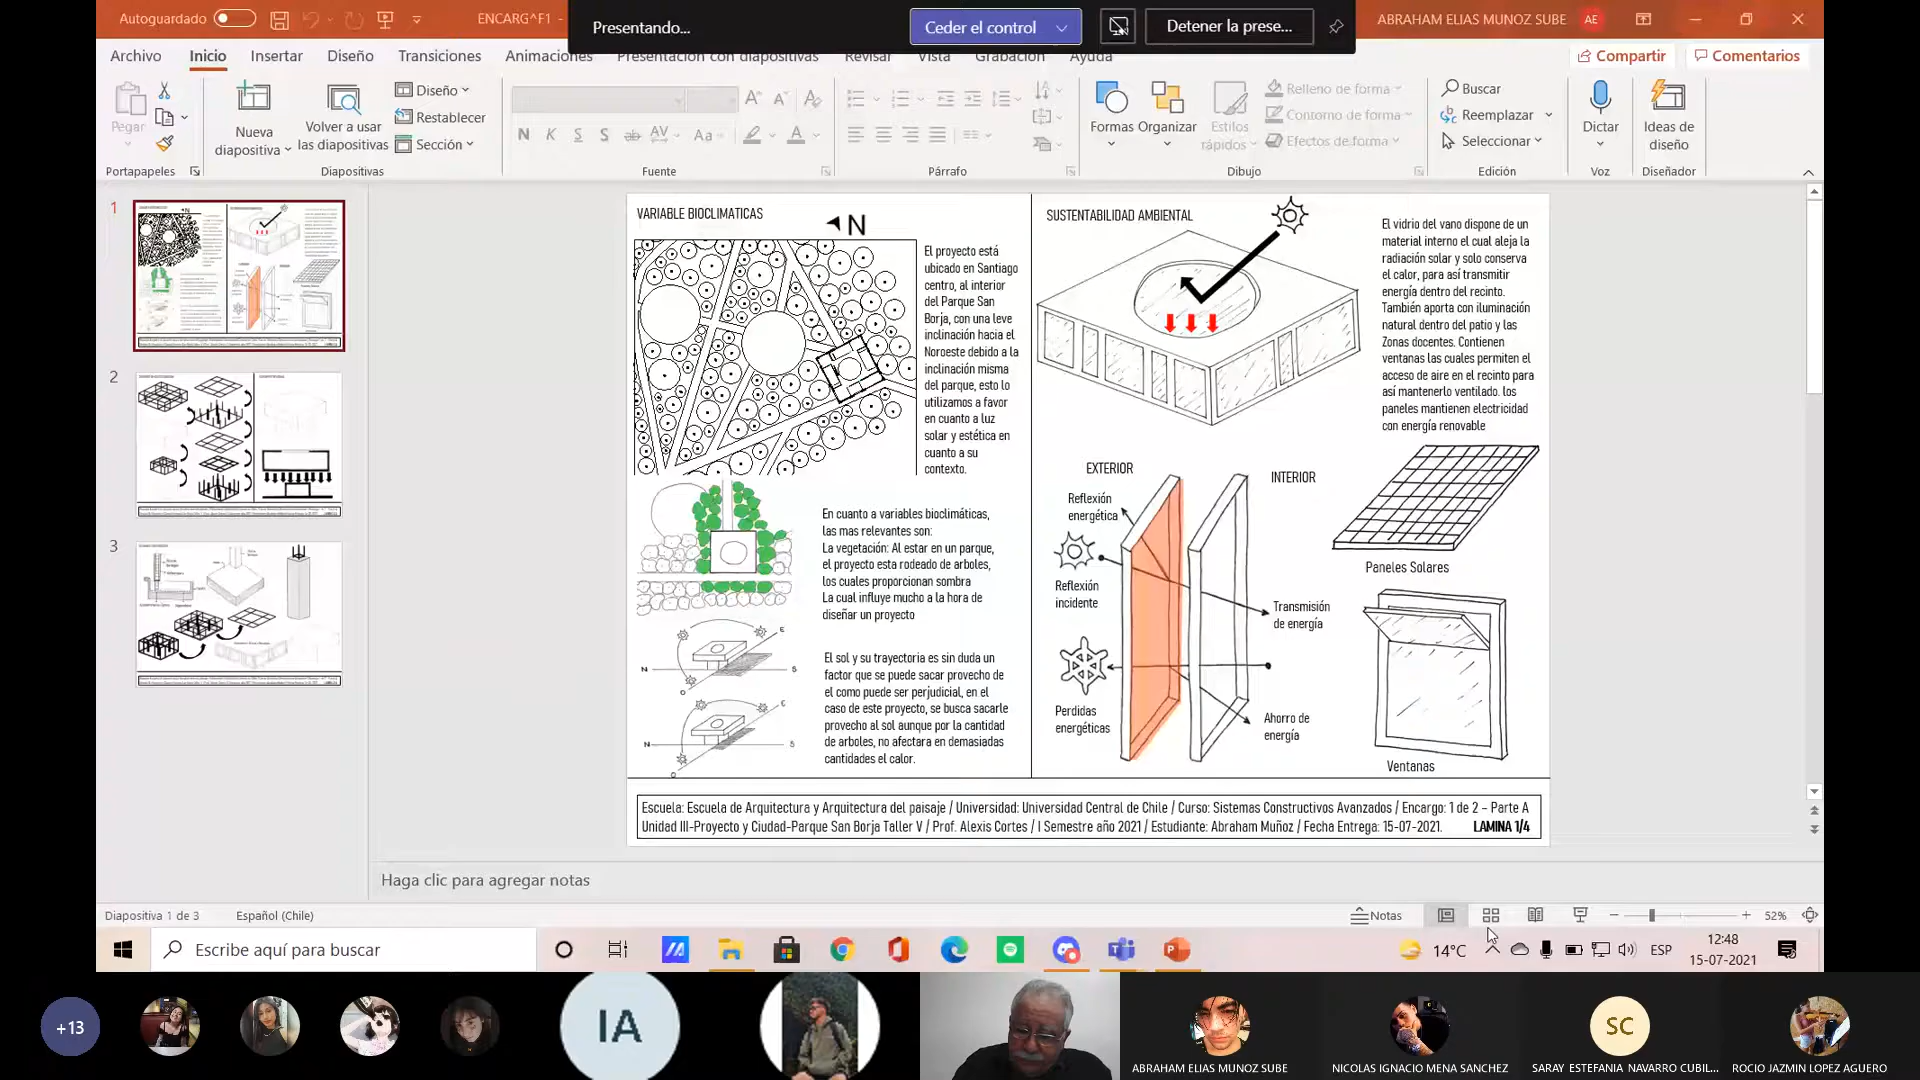 Autoguardado
ENCARG^F1 -
Presentando...
Ceder el control
Detener la prese...
ABRAHAM ELIAS MUNOZ SUBE
AE
Archivo
Inicio
Insertar
Diseño
Transiciones
Animaciones
Presentación con diapositivas
Revisar
Vista
Grabación
Ayuda
Compartir
Comentarios
Pegar
Nueva
diapositiva
Volver a usar
las diapositivas
Diseño
Restablecer
Sección
N K S S ab AV Aa A
Formas
Organizar
Estilos
rápidos
Relleno de forma
Contorno de forma
Efectos de forma
Buscar
Reemplazar
Seleccionar
Dictar
Ideas de
diseño
Portapapeles
Diapositivas
Fuente
Párrafo
Dibujo
Edición
Voz
Diseñador
1
2
3
VARIABLE BIOCLIMATICAS
N
El proyecto está
ubicado en Santiago
centro, al interior
del Parque San
Borja, con una leve
inclinación hacia el
Noroeste debido a la
inclinación misma
del parque, esto lo
utilizamos a favor
en cuanto a luz
solar y estética en
cuanto a su
contexto.
En cuanto a variables bioclimáticas,
las mas relevantes son:
La vegetación: Al estar en un parque,
el proyecto esta rodeado de arboles,
los cuales proporcionan sombra
La cual influye mucho a la hora de
diseñar un proyecto
N
S
E
O
El sol y su trayectoria es sin duda un
factor que se puede sacar provecho de
el como puede ser perjudicial, en el
caso de este proyecto, se busca sacarle
provecho al sol aunque por la cantidad
de arboles, no afectara en demasiadas
cantidades el calor.
N
S
E
O
SUSTENTABILIDAD AMBIENTAL
El vidrio del vano dispone de un
material interno el cual aleja la
radiación solar y solo conserva
el calor, para así transmitir
energía dentro del recinto.
También aporta con iluminación
natural dentro del patio y las
Zonas docentes. Contienen
ventanas las cuales permiten el
acceso de aire en el recinto para
así mantenerlo ventilado. los
paneles mantienen electricidad
con energía renovable
EXTERIOR
INTERIOR
Reflexión
energética
Reflexión
incidente
Perdidas
energéticas
Transmisión
de energía
Ahorro de
energía
Paneles Solares
Ventanas
Escuela: Escuela de Arquitectura y Arquitectura del paisaje / Universidad: Universidad Central de Chile / Curso: Sistemas Constructivos Avanzados / Encargo: 1 de 2 – Parte A
Unidad III-Proyecto y Ciudad-Parque San Borja Taller V / Prof. Alexis Cortes / I Semestre año 2021 / Estudiante: Abraham Muñoz / Fecha Entrega: 15-07-2021. LAMINA 1/4
Haga clic para agregar notas
Diapositiva 1 de 3
Español (Chile)
Notas
52%
Escribe aquí para buscar
14°C
ESP
12:48
15-07-2021
+13
IA
SC
ABRAHAM ELIAS MUNOZ SUBE
NICOLAS IGNACIO MENA SANCHEZ
SARAY ESTEFANIA NAVARRO CUBIL...
ROCIO JAZMIN LOPEZ AGUERO